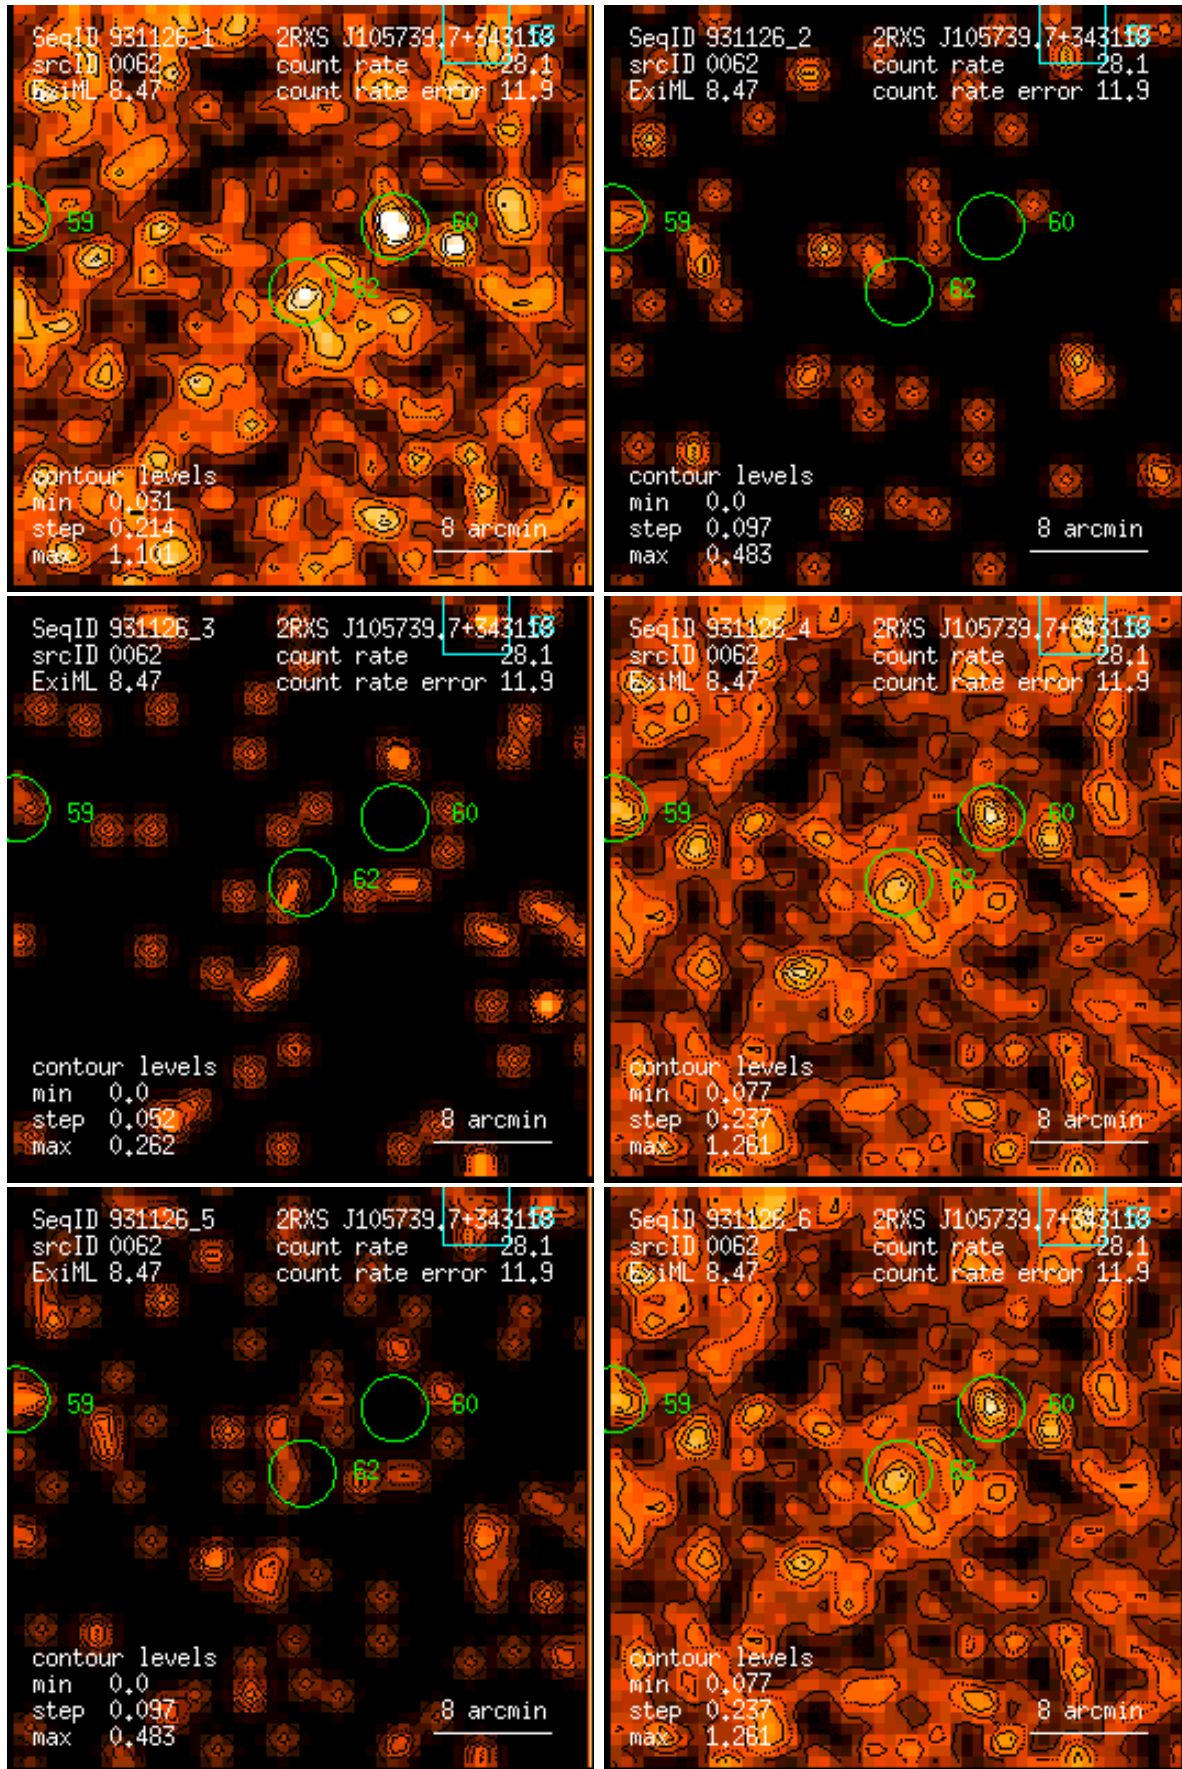 SeqID 931126_1 2RXS J105739.7+343113
srcID 0062 count rate 28.1
ExiML 8.47 count rate error 11.9
59
60
62
contour levels
min 0.031
step 0.214 8 arcmin
max 1.101
SeqID 931126_2 2RXS J105739.7+343113
srcID 0062 count rate 28.1
ExiML 8.47 count rate error 11.9
59
60
62
contour levels
min 0.0
step 0.097 8 arcmin
max 0.483
SeqID 931126_3 2RXS J105739.7+343113
srcID 0062 count rate 28.1
ExiML 8.47 count rate error 11.9
59
60
62
contour levels
min 0.0
step 0.052 8 arcmin
max 0.262
SeqID 931126_4 2RXS J105739.7+343113
srcID 0062 count rate 28.1
ExiML 8.47 count rate error 11.9
59
60
62
contour levels
min 0.077
step 0.237 8 arcmin
max 1.261
SeqID 931126_5 2RXS J105739.7+343113
srcID 0062 count rate 28.1
ExiML 8.47 count rate error 11.9
59
60
62
contour levels
min 0.0
step 0.097 8 arcmin
max 0.483
SeqID 931126_6 2RXS J105739.7+343113
srcID 0062 count rate 28.1
ExiML 8.47 count rate error 11.9
59
60
62
contour levels
min 0.077
step 0.237 8 arcmin
max 1.261